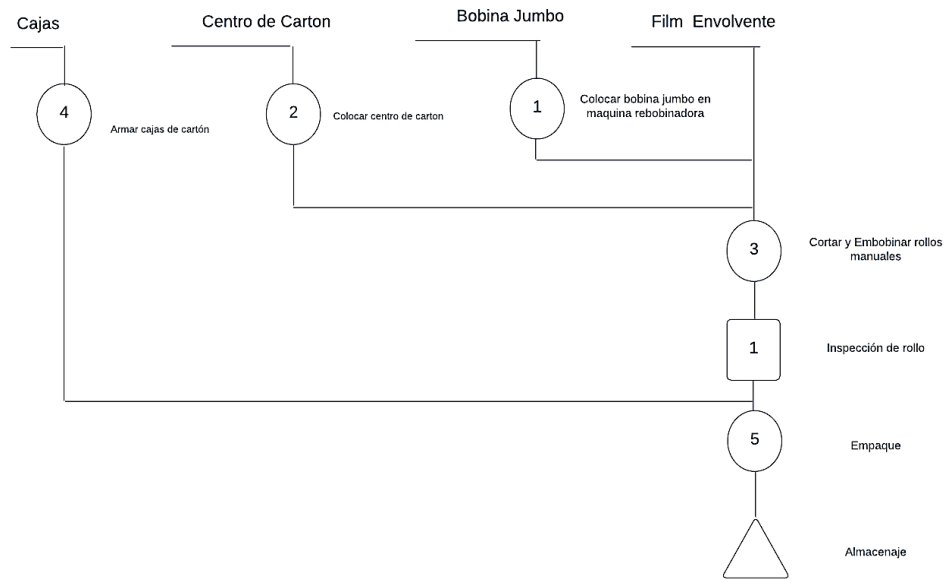 Cajas
Centro de Carton
Bobina Jumbo
Film Envolvente
4
Armar cajas de cartón
2
Colocar centro de carton
1
Colocar bobina jumbo en
maquina rebobinadora
3
Cortar y Embobinar rollos
manuales
1
Inspección de rollo
5
Empaque
Almacenaje